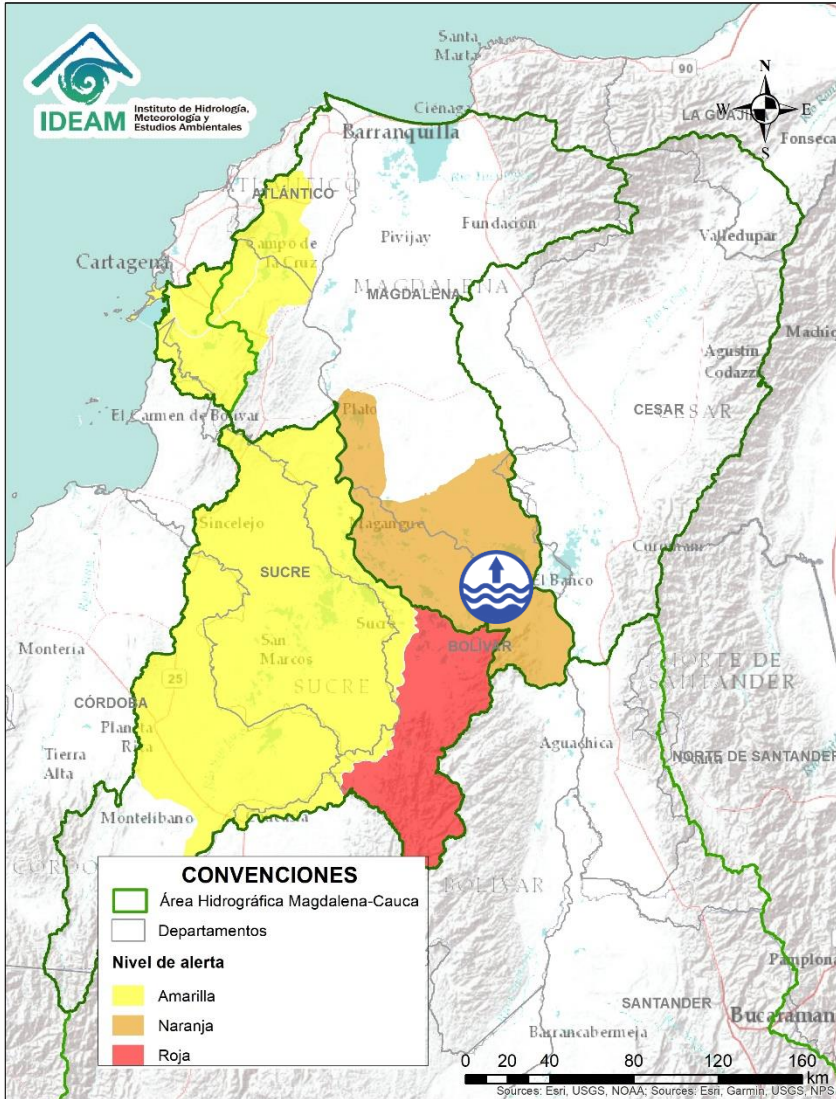 IDEAM
Instituto de Hidrología,
Meteorología y
Estudios Ambientales
Santa
Marta
90
N
W
E
S
LA GUAJIR
Fonseca
Ciénaga
Barranquilla
ATLÁNTICO
ATLÁNTICO
Fundación
Pivijay
Valledupar
Cartagena
Campo de
la Cruz
MAGDALENA
MAGDALENA
Agustín
Codazzi
El Carmen de Bolívar
Plato
CESAR
CESAR
Sincelejo
Magangué
SUCRE
El Banco
Sucre
Montería
San
Marcos
BOLÍVAR
SUCRE
25
CÓRDOBA
NORTE DE
SANTANDER
Planeta
Rica
Tierra
Alta
Aguachica
NORTE DE SANTANDER
Montelíbano
BOLÍVAR
Pamplona
SANTANDER
Bucaraman
Barrancabermeja
CONVENCIONES
Área Hidrográfica Magdalena-Cauca
Departamentos
Nivel de alerta
Amarilla
Naranja
Roja
0 20 40 80 120 160
km
Sources: Esri, USGS, NOAA; Sources: Esri, Garmin, USGS, NPS